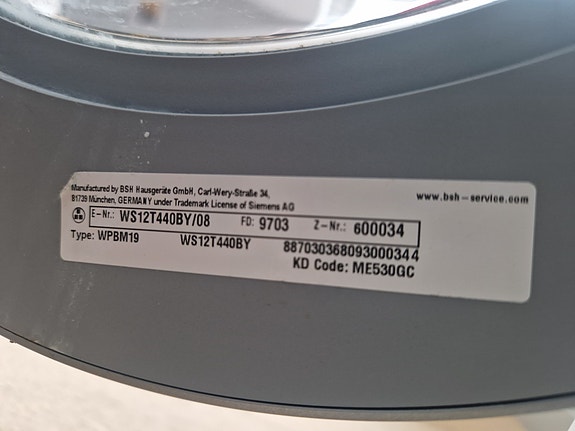 Manufactured by BSH Hausgeräte GmbH, Carl-Wery-Straße 34,
81739 München, GERMANY under Trademark License of Siemens AG
www.bsh-service.com
E-Nr.: WS12T440BY/08 FD: 9703 Z-Nr.: 600034
Type: WPBM19 WS12T440BY 887030368093000344
KD Code: ME530GC